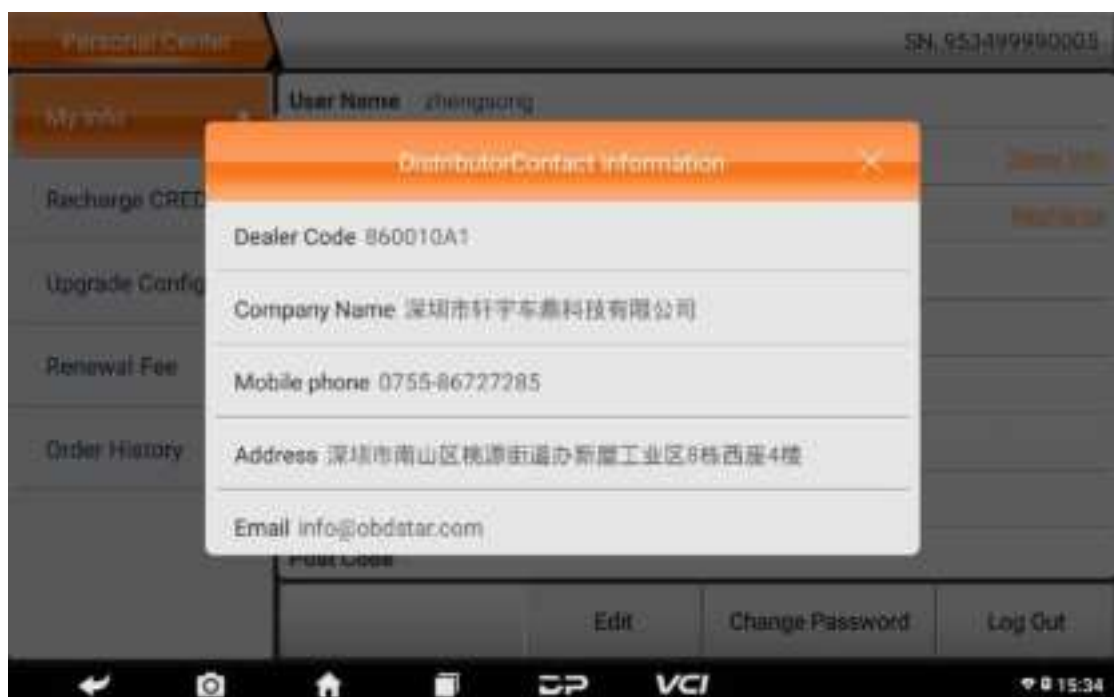 Personal Center
SN. 953499990005
My Info
User Name zhengsong
DistributorContact Information
Recharge CRED
Dealer Code 860010A1
Upgrade Config
Company Name 深圳市轩宇车鼎科技有限公司
Renewal Fee
Mobile phone 0755-86727285
Order History
Address 深圳市南山区桃源街道办新屋工业区8栋西座4楼
Email info@obdstar.com
Post Code
Edit
Change Password
Log Out
DP
VCI
15:34